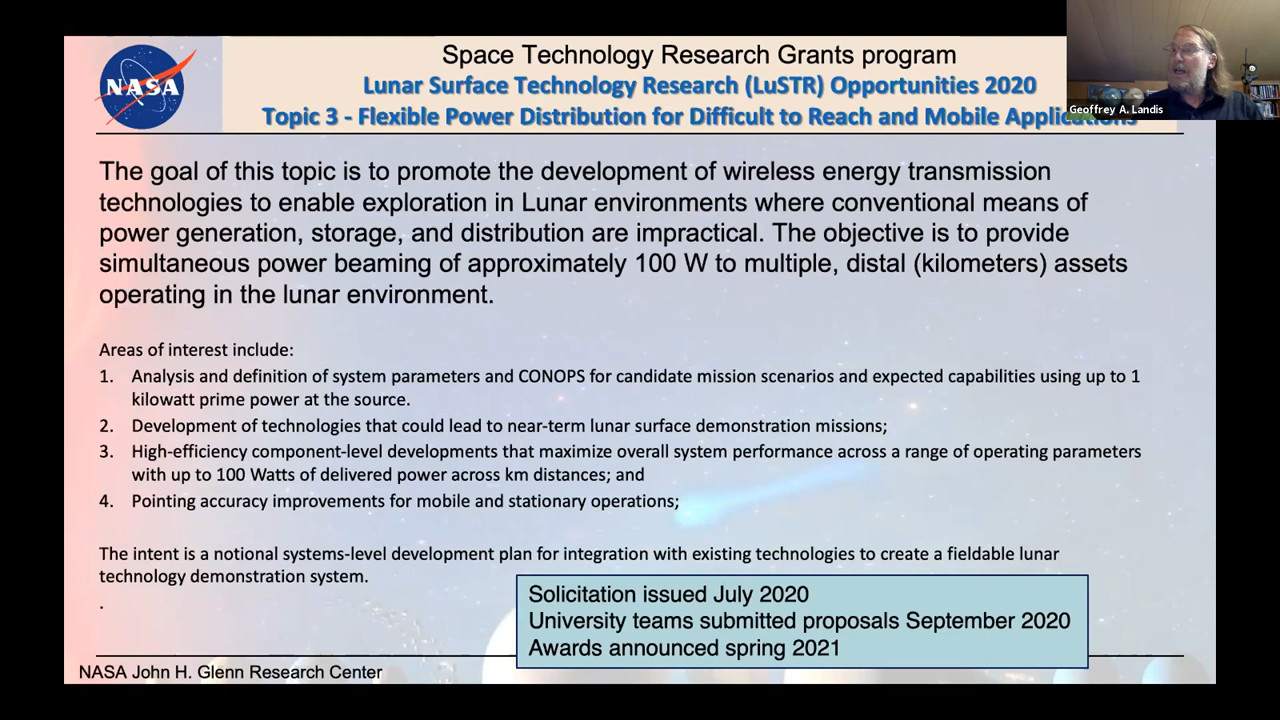 NASA
Space Technology Research Grants program
Lunar Surface Technology Research (LuSTR) Opportunities 2020
Topic 3 - Flexible Power Distribution for Difficult to Reach and Mobile Applications
Geoffrey A. Landis
The goal of this topic is to promote the development of wireless energy transmission
technologies to enable exploration in Lunar environments where conventional means of
power generation, storage, and distribution are impractical. The objective is to provide
simultaneous power beaming of approximately 100 W to multiple, distal (kilometers) assets
operating in the lunar environment.
Areas of interest include:
1. Analysis and definition of system parameters and CONOPS for candidate mission scenarios and expected capabilities using up to 1
kilowatt prime power at the source.
2. Development of technologies that could lead to near-term lunar surface demonstration missions;
3. High-efficiency component-level developments that maximize overall system performance across a range of operating parameters
with up to 100 Watts of delivered power across km distances; and
4. Pointing accuracy improvements for mobile and stationary operations;
The intent is a notional systems-level development plan for integration with existing technologies to create a fieldable lunar
technology demonstration system.
.
Solicitation issued July 2020
University teams submitted proposals September 2020
Awards announced spring 2021
NASA John H. Glenn Research Center